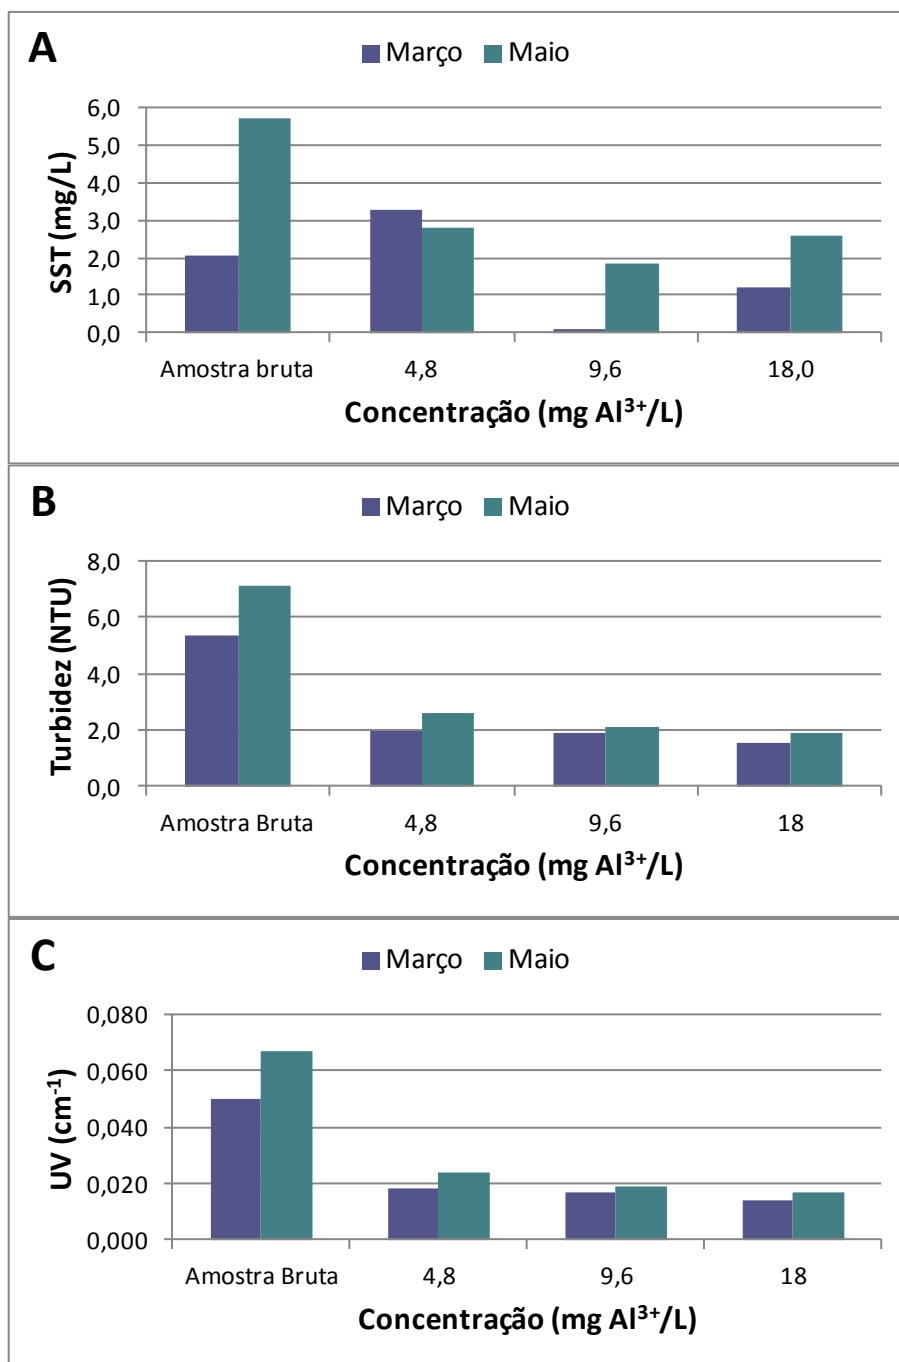 A
Março Maio
SST (mg/L)
6,0
5,0
4,0
3,0
2,0
1,0
0,0
Amostra bruta 4,8 9,6 18,0
Concentração (mg Al³⁺/L)
B
Março Maio
Turbidez (NTU)
8,0
6,0
4,0
2,0
0,0
Amostra Bruta 4,8 9,6 18
Concentração (mg Al³⁺/L)
C
Março Maio
UV (cm⁻¹)
0,080
0,060
0,040
0,020
0,000
Amostra Bruta 4,8 9,6 18
Concentração (mg Al³⁺/L)